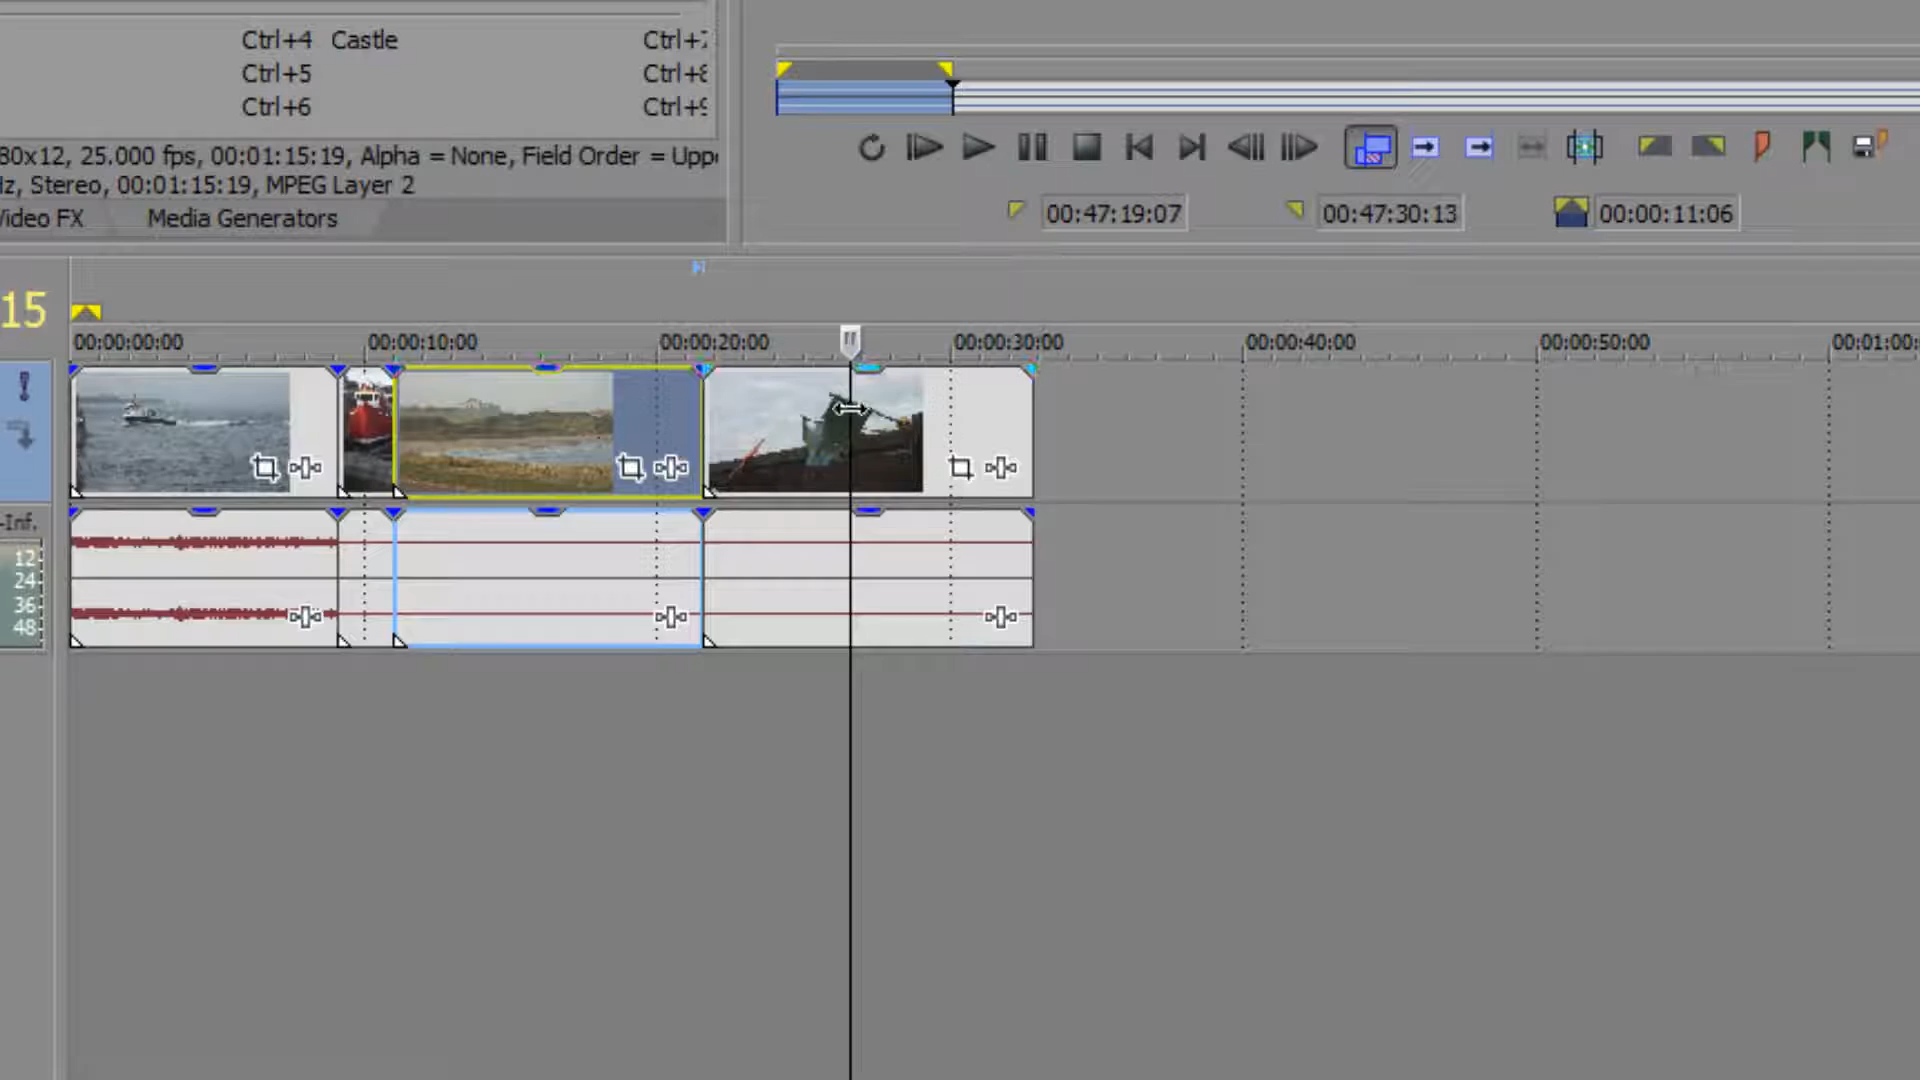 Ctrl+4 Castle Ctrl+7
Ctrl+5 Ctrl+8
Ctrl+6 Ctrl+9
80x12, 25.000 fps, 00:01:15:19, Alpha = None, Field Order = Uppe
Iz, Stereo, 00:01:15:19, MPEG Layer 2
Video FX Media Generators
00:47:19:07 00:47:30:13 00:00:11:06
15
00:00:00:00 00:00:10:00 00:00:20:00 00:00:30:00 00:00:40:00 00:00:50:00 00:01:00:
-Inf.
12
24
36
48